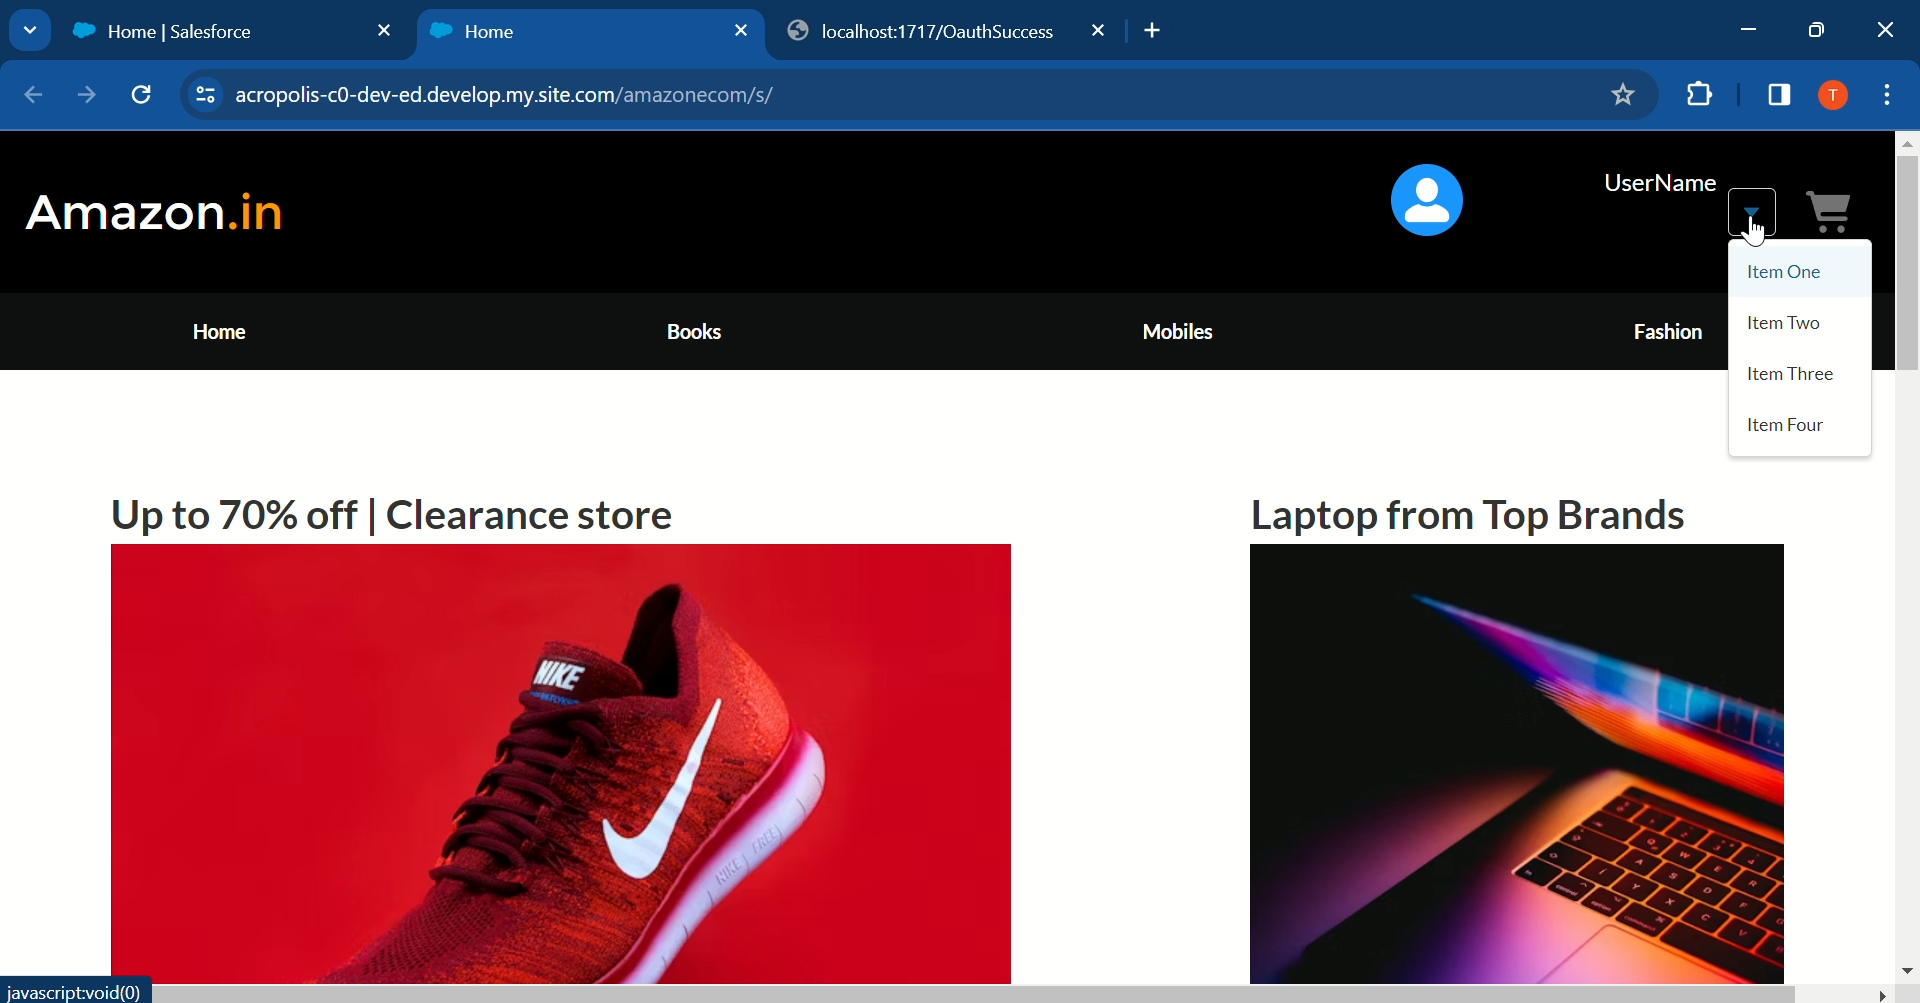 Home | Salesforce
Home
localhost:1717/OauthSuccess
acropolis-c0-dev-ed.develop.my.site.com/amazonecom/s/
T
Amazon.in
UserName
Item One
Item Two
Item Three
Item Four
Home
Books
Mobiles
Fashion
Up to 70% off | Clearance store
Laptop from Top Brands
NIKE
NIKE FREE
javascript:void(0)